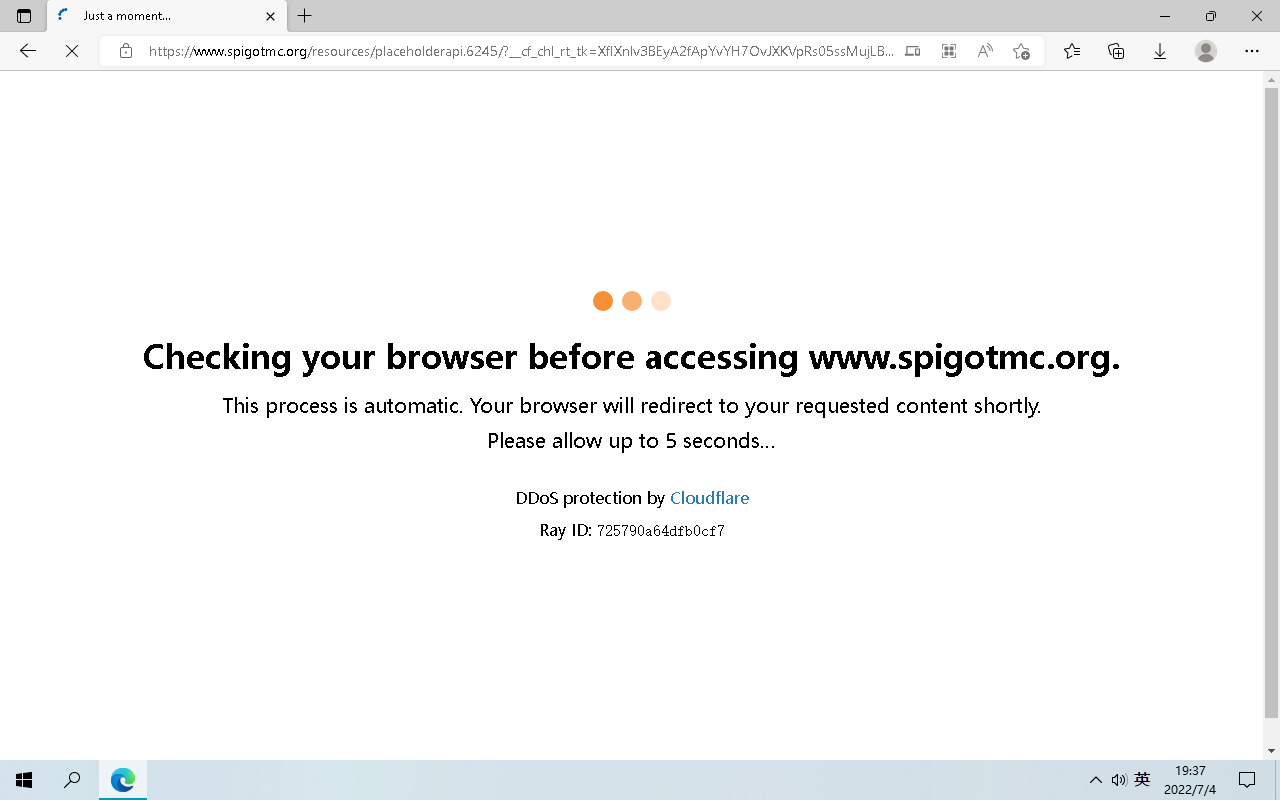 Just a moment...
https://www.spigotmc.org/resources/placeholderapi.6245/?__cf_chl_rt_tk=XflXnlv3BEyA2fApYvYH7OvJXKVpRs05ssMujLB...
Checking your browser before accessing www.spigotmc.org.
This process is automatic. Your browser will redirect to your requested content shortly.
Please allow up to 5 seconds...
DDoS protection by Cloudflare
Ray ID: 725790a64dfb0cf7
英
19:37
2022/7/4